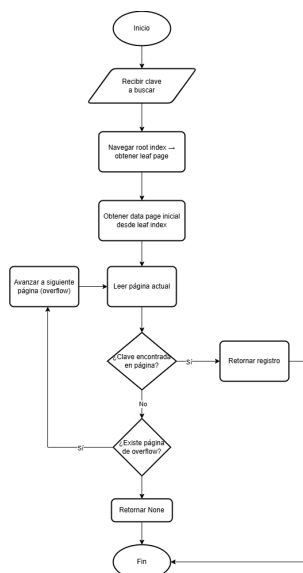 Inicio
Recibir clave
a buscar
Navegar root index →
obtener leaf page
Obtener data page inicial
desde leaf index
Avanzar a siguiente
página (overflow)
Leer página actual
¿Clave encontrada
en página?
Sí
Retornar registro
No
¿Existe página
de overflow?
Sí
Retornar None
Fin